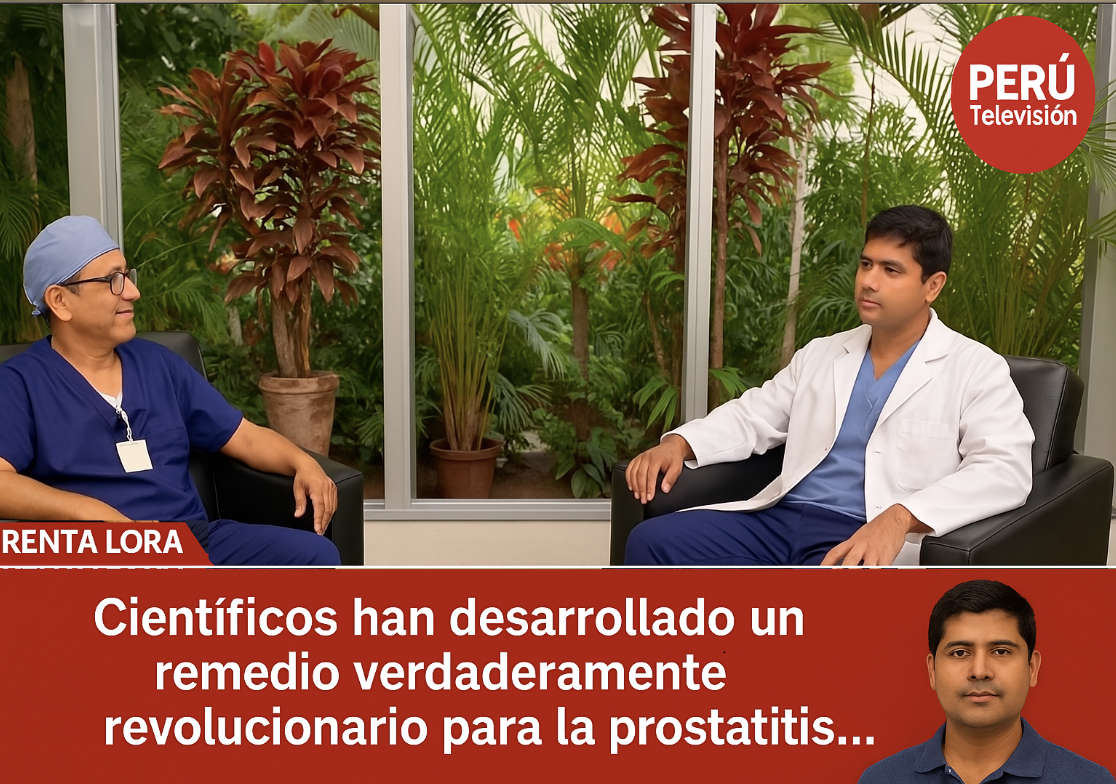 PERÚ
Televisión
RENTA LORA
Científicos han desarrollado un
remedio verdaderamente
revolucionario para la prostatitis...